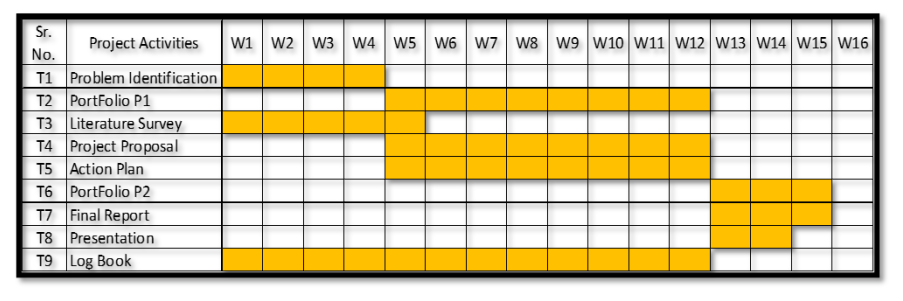 Sr. No. Project Activities W1 W2 W3 W4 W5 W6 W7 W8 W9 W10 W11 W12 W13 W14 W15 W16
T1 Problem Identification
T2 PortFolio P1
T3 Literature Survey
T4 Project Proposal
T5 Action Plan
T6 PortFolio P2
T7 Final Report
T8 Presentation
T9 Log Book